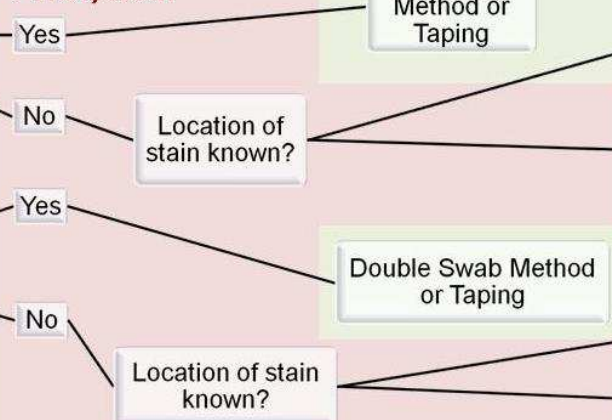 Yes
Method or
Taping
No
Location of
stain known?
Yes
Double Swab Method
or Taping
No
Location of stain
known?